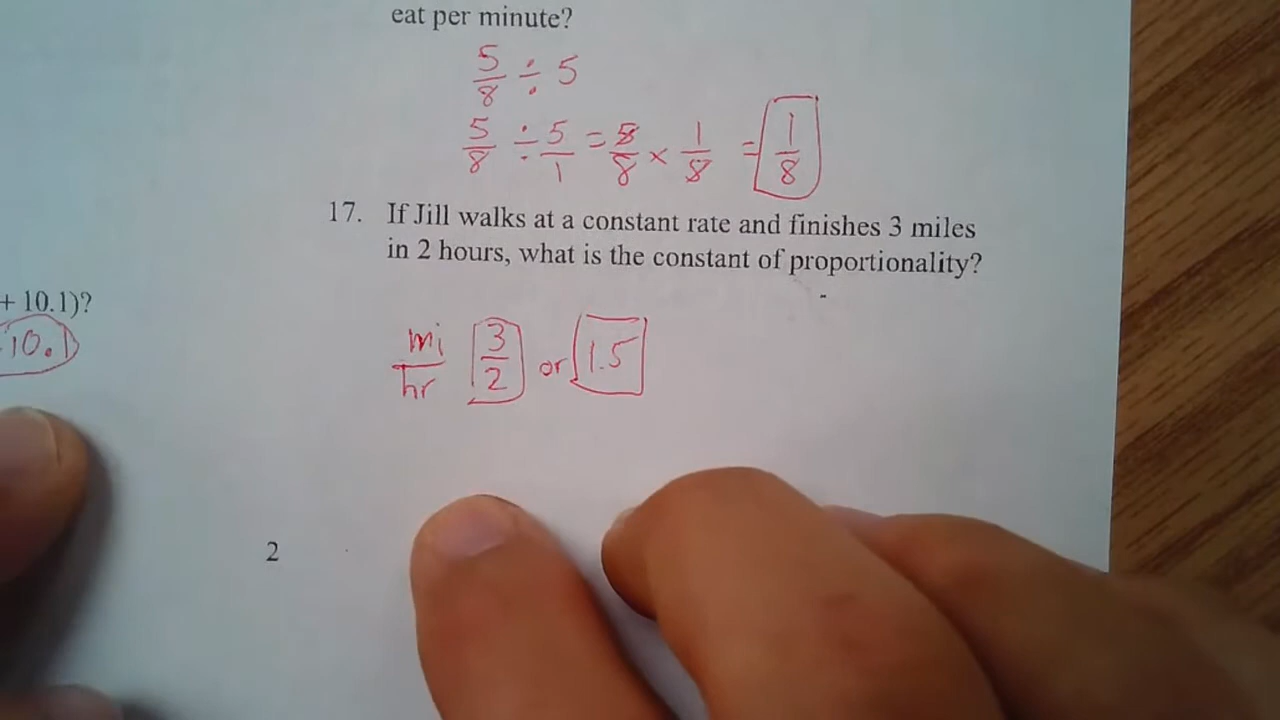 eat per minute?
5/8 ÷ 5
5/8 ÷ 5/1 = 5/8 × 1/8 = 1/8
17. If Jill walks at a constant rate and finishes 3 miles
in 2 hours, what is the constant of proportionality?
+ 10.1)?
10.1
mi/hr 3/2 or 1.5
2